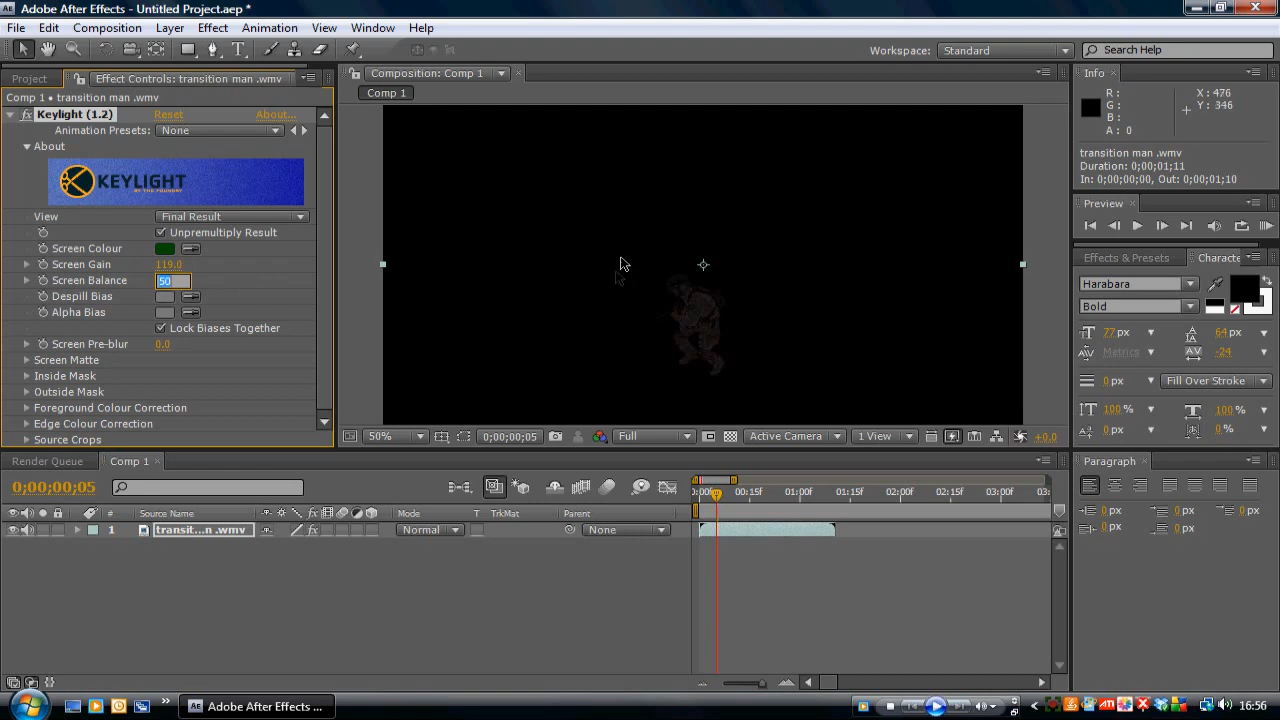 Adobe After Effects - Untitled Project.aep *
File Edit Composition Layer Effect Animation View Window Help
Workspace: Standard Search Help
Project Effect Controls: transition man .wmv
Comp 1 • transition man .wmv
Keylight (1.2) Reset About...
Animation Presets: None
About
KEYLIGHT
BY THE FOUNDRY
View Final Result
Unpremultiply Result
Screen Colour
Screen Gain 119.0
Screen Balance 50
Despill Bias
Alpha Bias
Lock Biases Together
Screen Pre-blur 0.0
Screen Matte
Inside Mask
Outside Mask
Foreground Colour Correction
Edge Colour Correction
Source Crops
Composition: Comp 1
Comp 1
50% 0;00;00;05 Full Active Camera 1 View +0.0
Info
R: X: 476
G: Y: 346
B:
A: 0
transition man .wmv
Duration: 0;00;01;11
In: 0;00;00;00, Out: 0;00;01;10
Preview
Effects & Presets Characte
Harabara
Bold
77 px 64 px
Metrics -24
0 px Fill Over Stroke
100 % 100 %
0 px 0 %
Paragraph
0 px 0 px 0 px
0 px 0 px
Render Queue Comp 1
0;00;00;05
0:00f 00:15f 01:00f 01:15f 02:00f 02:15f 03:00f 03:
# Source Name Mode T TrkMat Parent
1 transit...n .wmv Normal None
Adobe After Effects ...
16:56